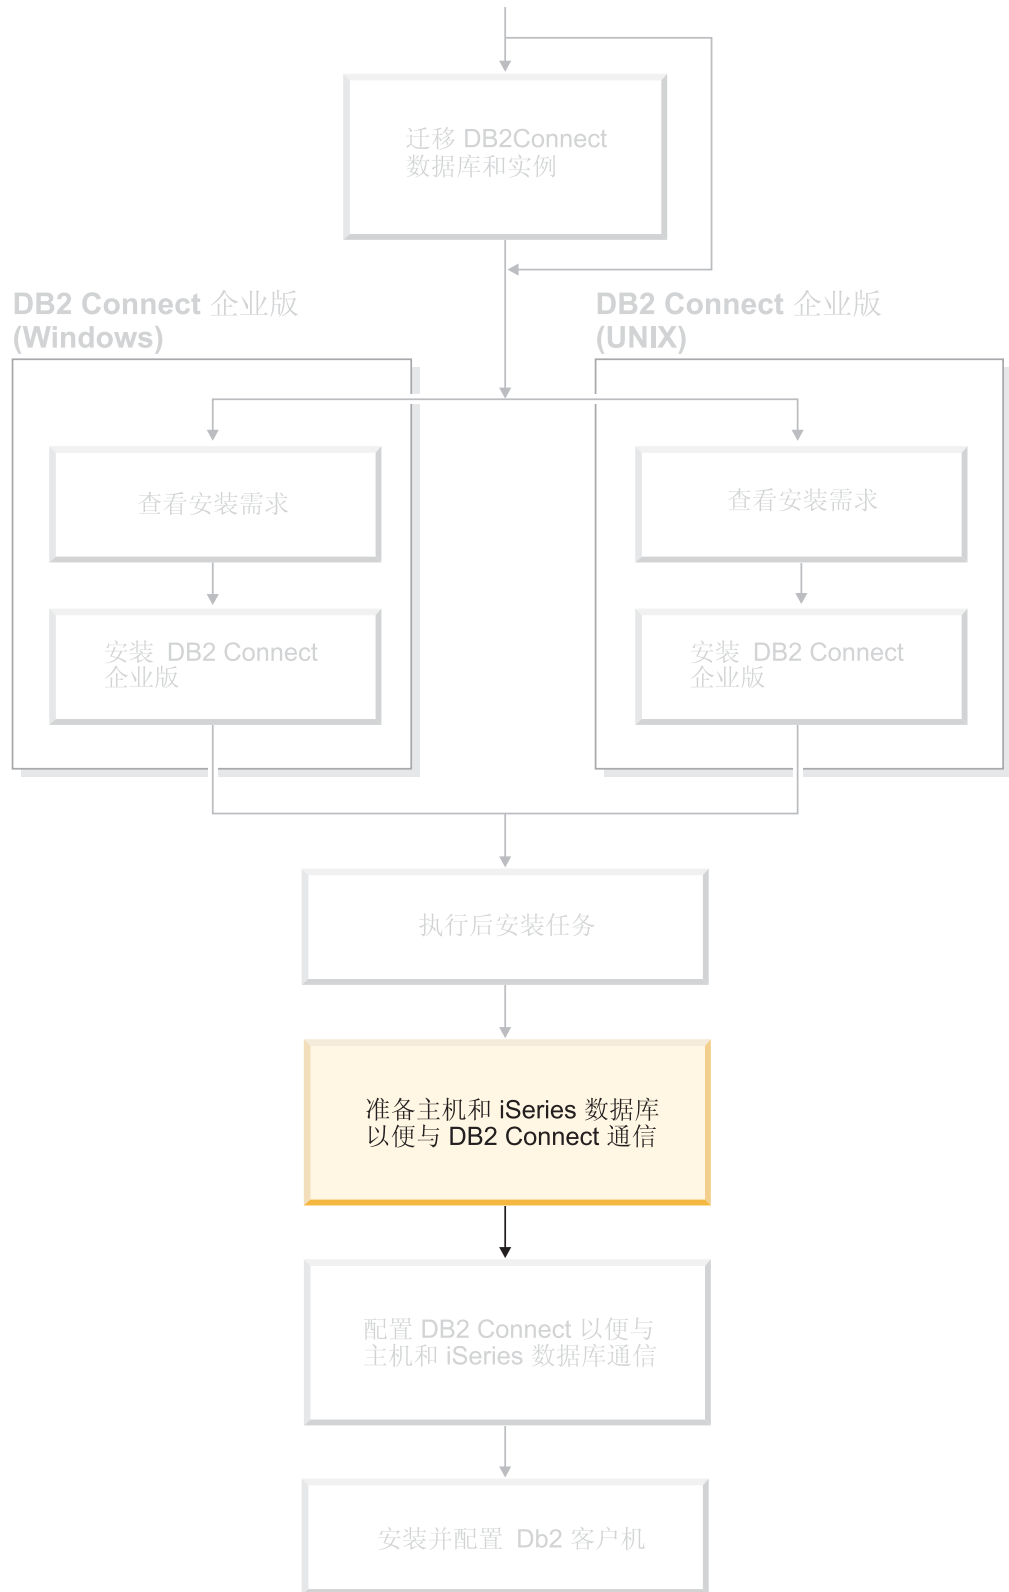 迁移 DB2Connect
数据库和实例
DB2 Connect 企业版
(Windows)
DB2 Connect 企业版
(UNIX)
查看安装需求
查看安装需求
安装 DB2 Connect
企业版
安装 DB2 Connect
企业版
执行后安装任务
准备主机和 iSeries 数据库
以便与 DB2 Connect 通信
配置 DB2 Connect 以便与
主机和 iSeries 数据库通信
安装并配置 Db2 客户机